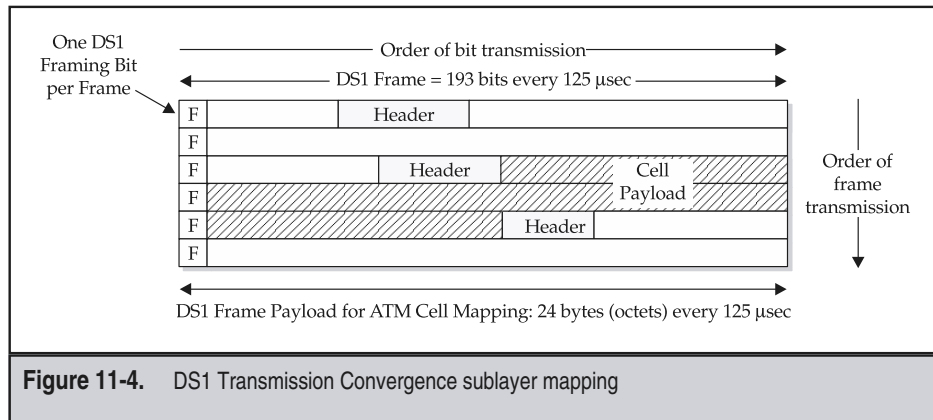 One DS1
Framing Bit
per Frame
Order of bit transmission
DS1 Frame = 193 bits every 125 µsec
F
Header
F
F
Header
Cell
Payload
F
F
Header
F
Order of
frame
transmission
DS1 Frame Payload for ATM Cell Mapping: 24 bytes (octets) every 125 µsec
Figure 11-4. DS1 Transmission Convergence sublayer mapping